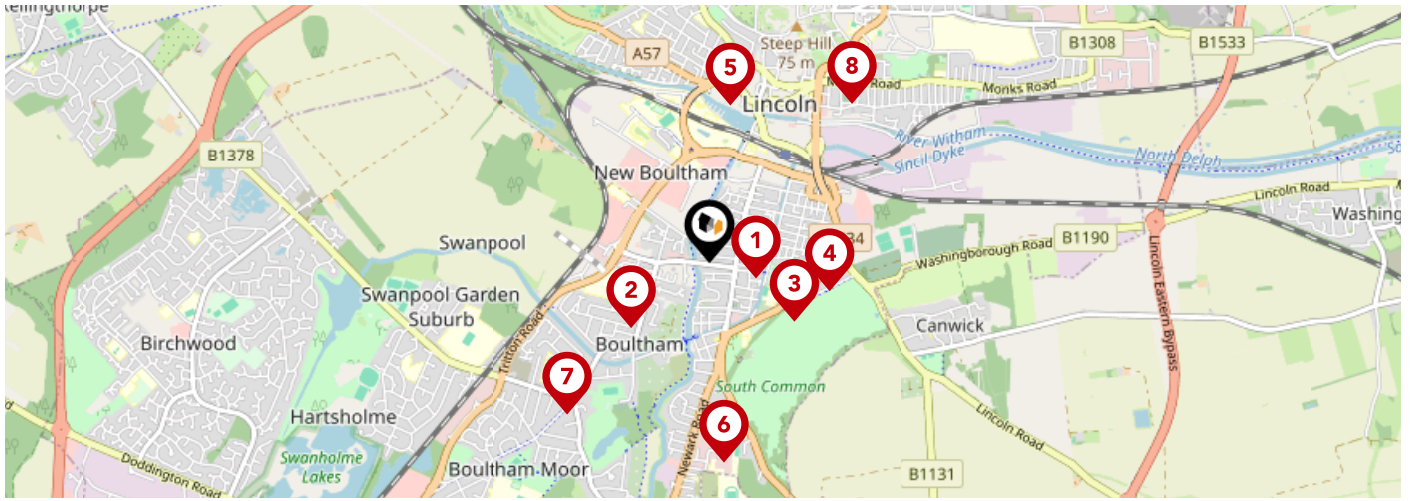 Steep Hill
75 m
A57
B1308
B1533
5
8
Road
Monks Road
Lincoln
River Witham
Sincil Dyke
North Delph
B1378
New Boultham
Lincoln Road
Washing
1
34
B1190
Washingborough Road
Swanpool
4
3
2
Swanpool Garden
Suburb
Canwick
Lincoln Eastern Bypass
Birchwood
Tritton Road
Boultham
7
South Common
Hartsholme
6
Lincoln Road
Newark Road
Swanholme
Lakes
Doddington Road
Boultham Moor
B1131